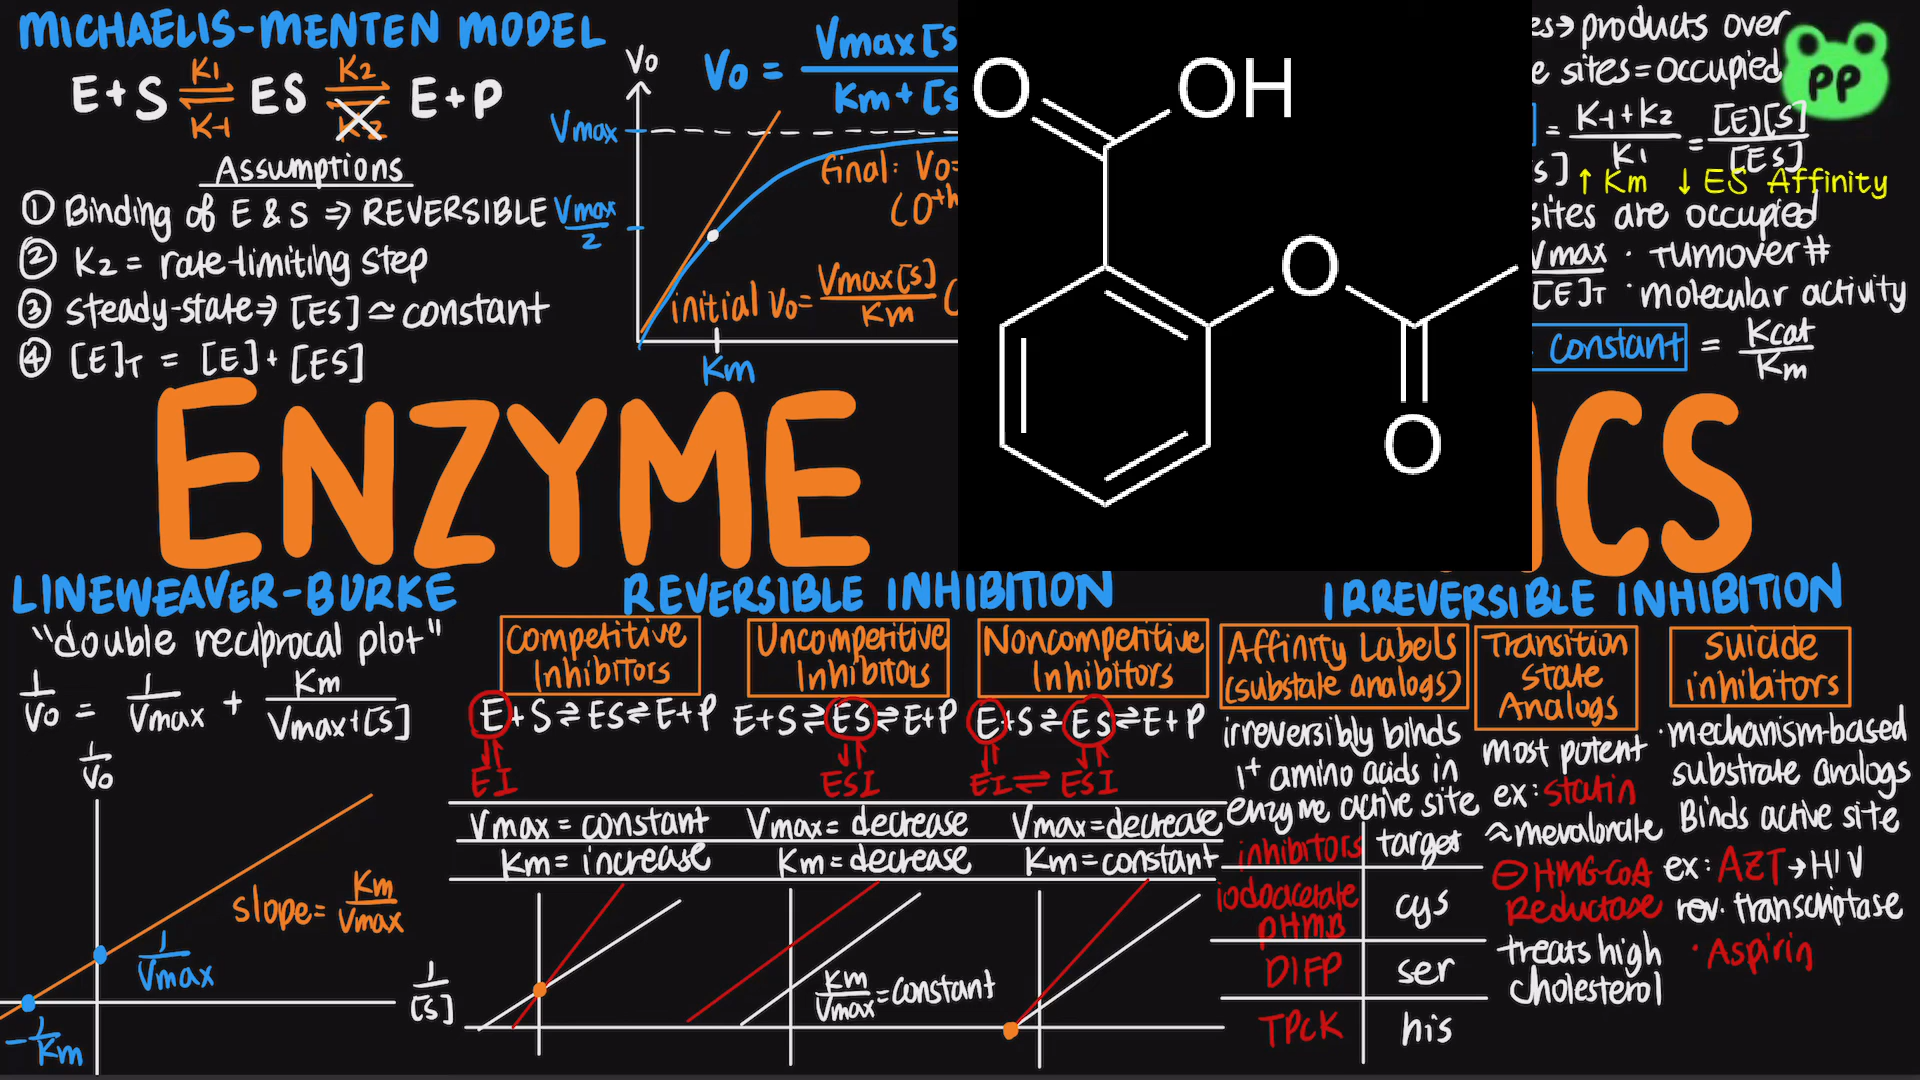 MICHAELIS-MENTEN MODEL
E+S K1 K-1 ES K2 K-2 E+P
Assumptions
① Binding of E & S ⇒ REVERSIBLE
② K2 = rate-limiting step
③ steady-state ⇒ [ES] ≃ constant
④ [E]T = [E] + [ES]
Vo
Vmax
Vmax/2
Km
Vo = Vmax[S / Km + [S
final: Vo=
(0th
initial Vo = Vmax[S]/Km (
O OH
O
O
es → products over
e sites = occupied
PP
= K-1+K2 / K1 = [E][S] / [ES]
S]
↑ Km ↓ ES Affinity
sites are occupied
Vmax / [E]T
· Turnover #
· molecular activity
constant = Kcat / Km
ENZYME
ICS
LINEWEAVER-BURKE
"double reciprocal plot"
1/Vo = 1/Vmax + Km / Vmax+[S]
1/Vo
slope = Km/Vmax
1/Vmax
1/[S]
-1/Km
REVERSIBLE INHIBITION
Competitive Inhibitors
E + S ⇌ ES ⇌ E+P
EI
Vmax = constant
Km = increase
Uncompetitive Inhibitors
E+S ⇌ ES ⇌ E+P
ESI
Vmax = decrease
Km = decrease
Km/Vmax = constant
Noncompetitive Inhibitors
E+S ⇌ ES ⇌ E+P
EI ⇌ ESI
Vmax = decrease
Km = constant
IRREVERSIBLE INHIBITION
Affinity Labels
(substate analogs)
irreversibly binds
1+ amino acids in
enzyme active site
inhibitors target
iodoacetate
pHMB cys
DIFP ser
TPCK his
Transition
State
Analogs
most potent
ex: statin
≈ mevalonate
⊖ HMG-CoA
Reductase
treats high
cholesterol
suicide
inhibitors
· mechanism-based
substrate analogs
Binds active site
ex: AZT → HIV
rev. transcriptase
· Aspirin